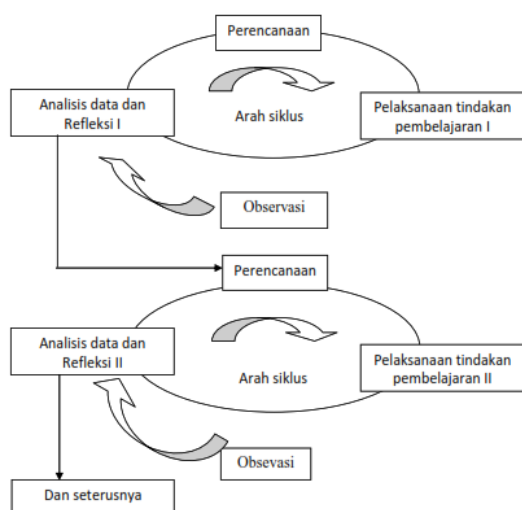 Perencanaan
Analisis data dan
Refleksi I
Arah siklus
Pelaksanaan tindakan
pembelajaran I
Observasi
Perencanaan
Analisis data dan
Refleksi II
Arah siklus
Pelaksanaan tindakan
pembelajaran II
Obsevasi
Dan seterusnya